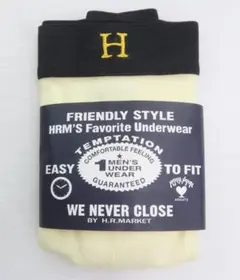 H
FRIENDLY STYLE
HRM'S Favorite Underwear
TEMPTATION
COMFORTABLE FEELING
EASY
1 MEN'S UNDER WEAR
TO FIT
GUARANTEED
WE NEVER CLOSE
BY H.R.MARKET